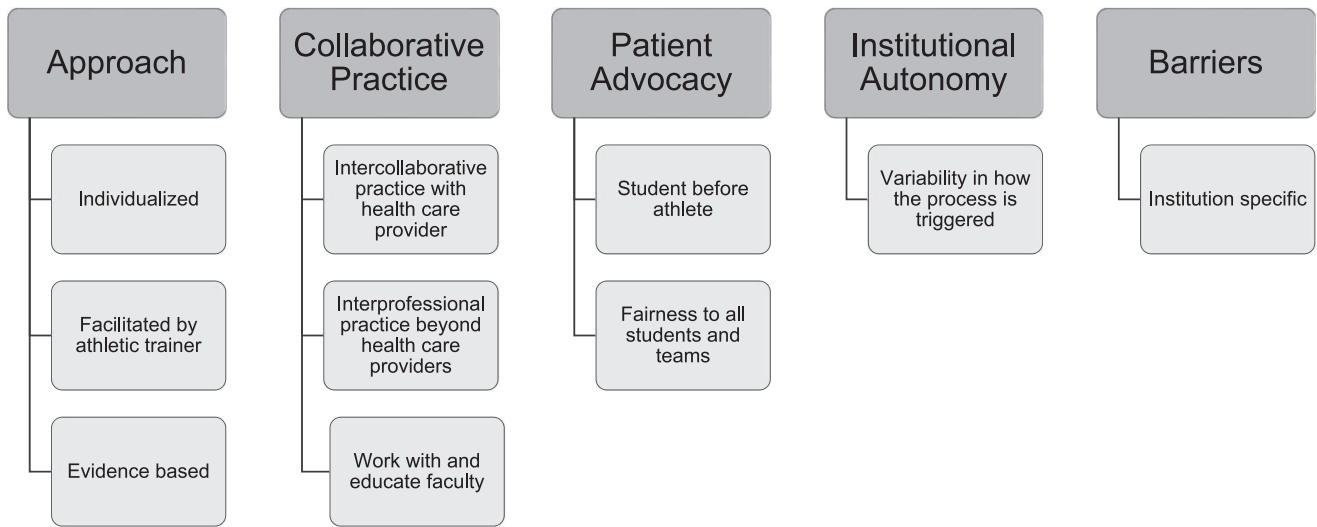 Approach
Individualized
Facilitated by
athletic trainer
Evidence based
Collaborative
Practice
Intercollaborative
practice with
health care
provider
Interprofessional
practice beyond
health care
providers
Work with and
educate faculty
Patient
Advocacy
Student before
athlete
Fairness to all
students and
teams
Institutional
Autonomy
Variability in how
the process is
triggered
Barriers
Institution specific